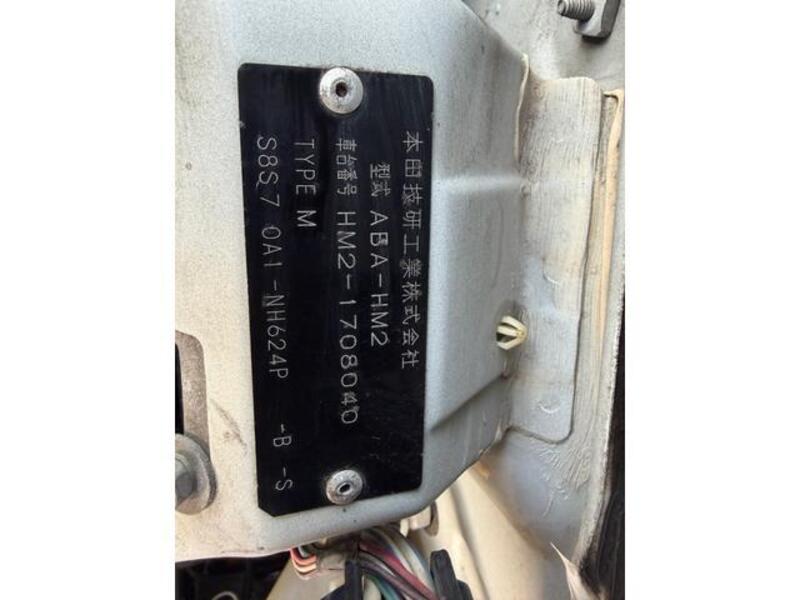 本田技研工業株式会社
型式 ABA-HM2
車台番号 HM2-1708040
TYPE M
S8S7 0A1-NH624P -B -S